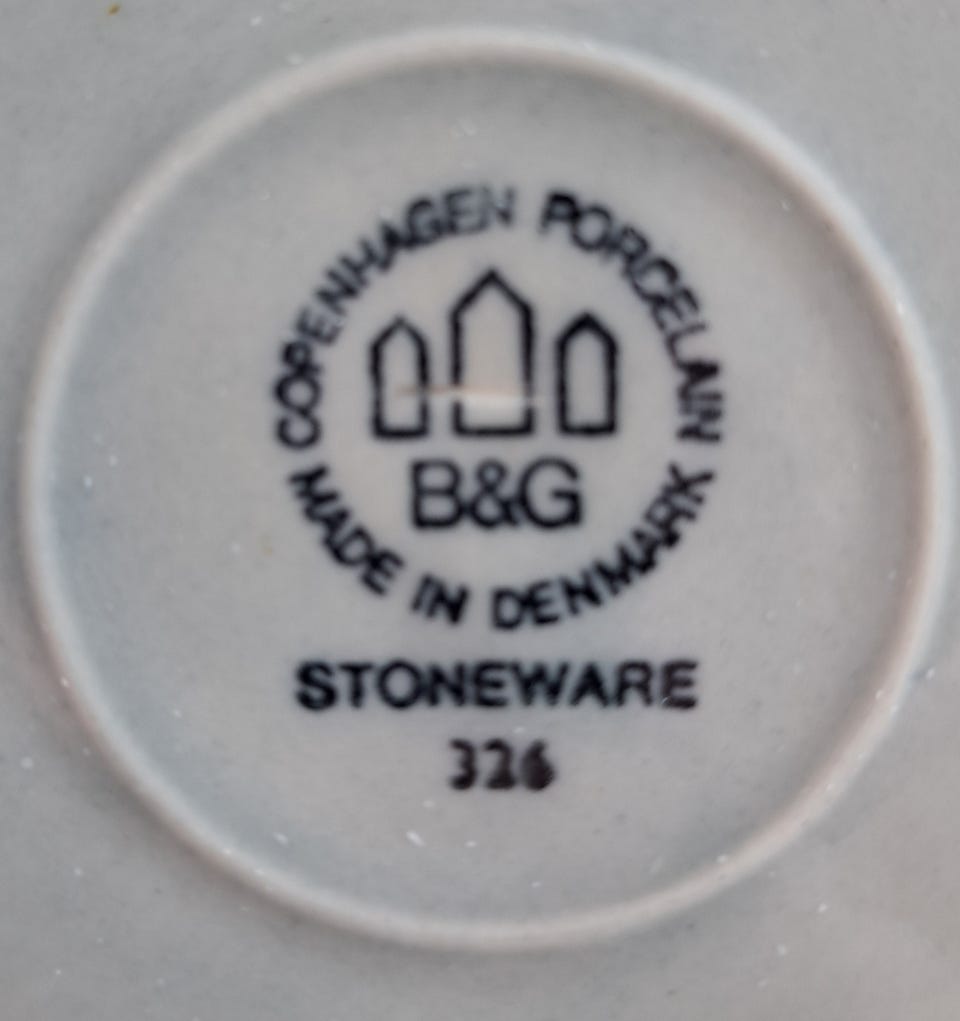 COPENHAGEN PORCELAIN
B&G
MADE IN DENMARK
STONEWARE
326